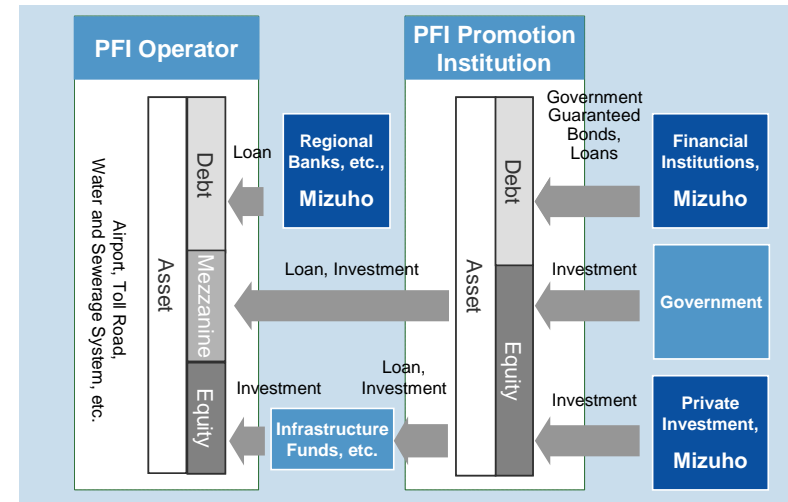 PFI Operator
PFI Promotion
Institution
Airport, Toll Road,
Water and Sewerage System, etc.
Asset
Debt
Mezzanine
Equity
Loan
Regional
Banks, etc.,
Mizuho
Loan, Investment
Investment
Infrastructure
Funds, etc.
Loan,
Investment
Asset
Debt
Equity
Government
Guaranteed
Bonds,
Loans
Financial
Institutions,
Mizuho
Investment
Government
Investment
Private
Investment,
Mizuho